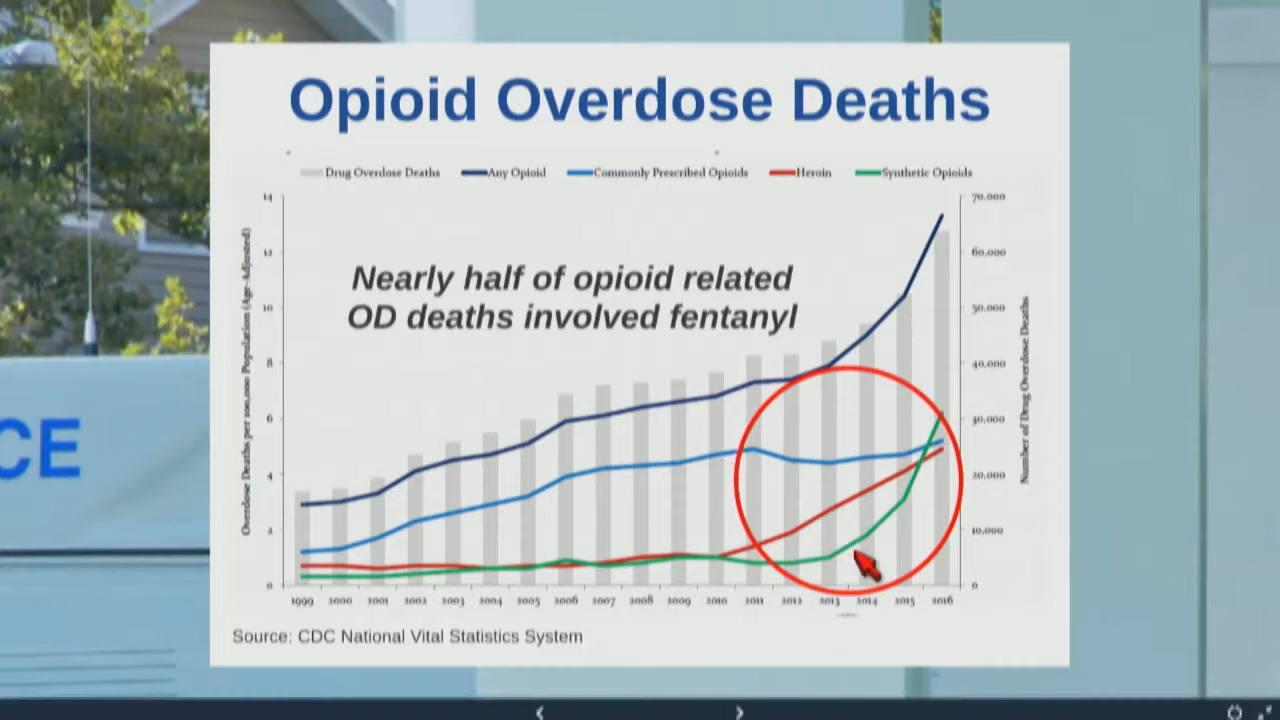 Opioid Overdose Deaths
Drug Overdose Deaths Any Opioid Commonly Prescribed Opioids Heroin Synthetic Opioids
14
12
10
8
6
4
2
0
Overdose Deaths per 100,000 Population (Age-Adjusted)
Nearly half of opioid related
OD deaths involved fentanyl
70,000
60,000
50,000
40,000
30,000
20,000
10,000
0
Number of Drug Overdose Deaths
1999 2000 2001 2002 2003 2004 2005 2006 2007 2008 2009 2010 2011 2012 2013 2014 2015 2016
Source: CDC National Vital Statistics System
CE